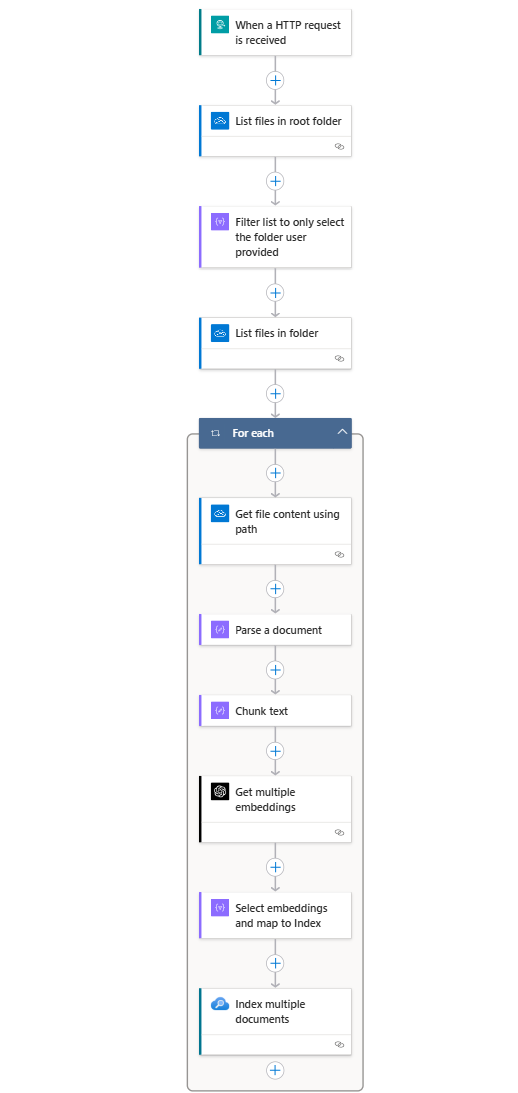 When a HTTP request
is received
List files in root folder
Filter list to only select
the folder user
provided
List files in folder
For each
Get file content using
path
Parse a document
Chunk text
Get multiple
embeddings
Select embeddings
and map to Index
Index multiple
documents